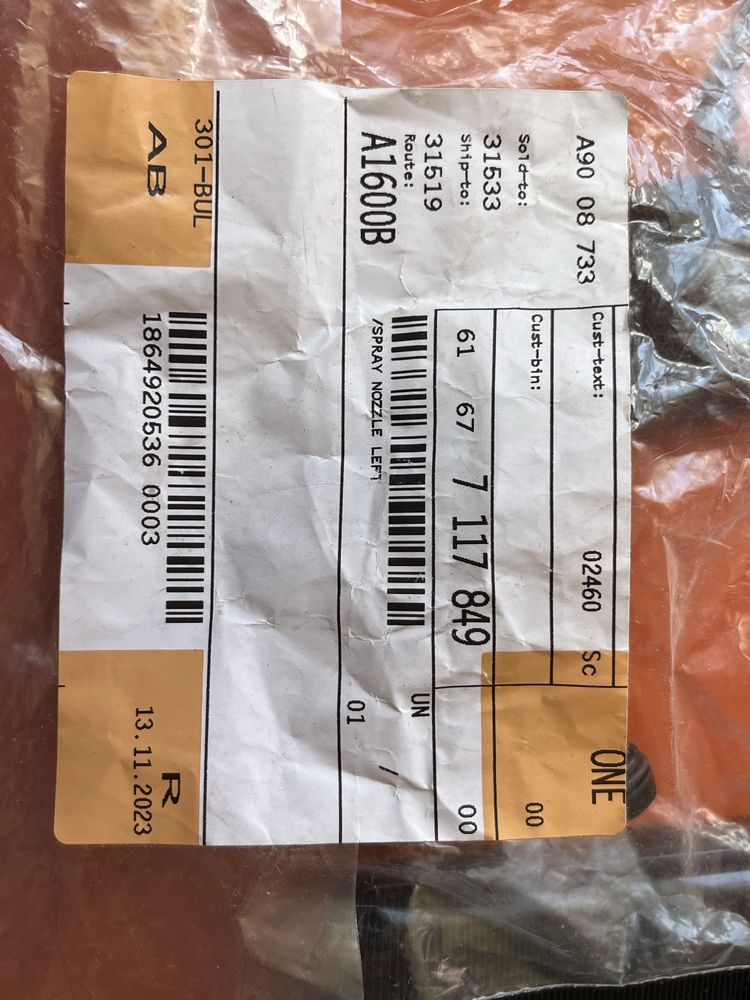 A90 08 733
Sold-to:
31533
Ship-to:
31519
Route:
A1600B
Cust-text:
02460 Sc
ONE
Cust-bin:
00
61 67 7 117 849
00
UN
/SPRAY NOZZLE LEFT
01 /
301-BUL
AB
1864920536 0003
R
13.11.2023